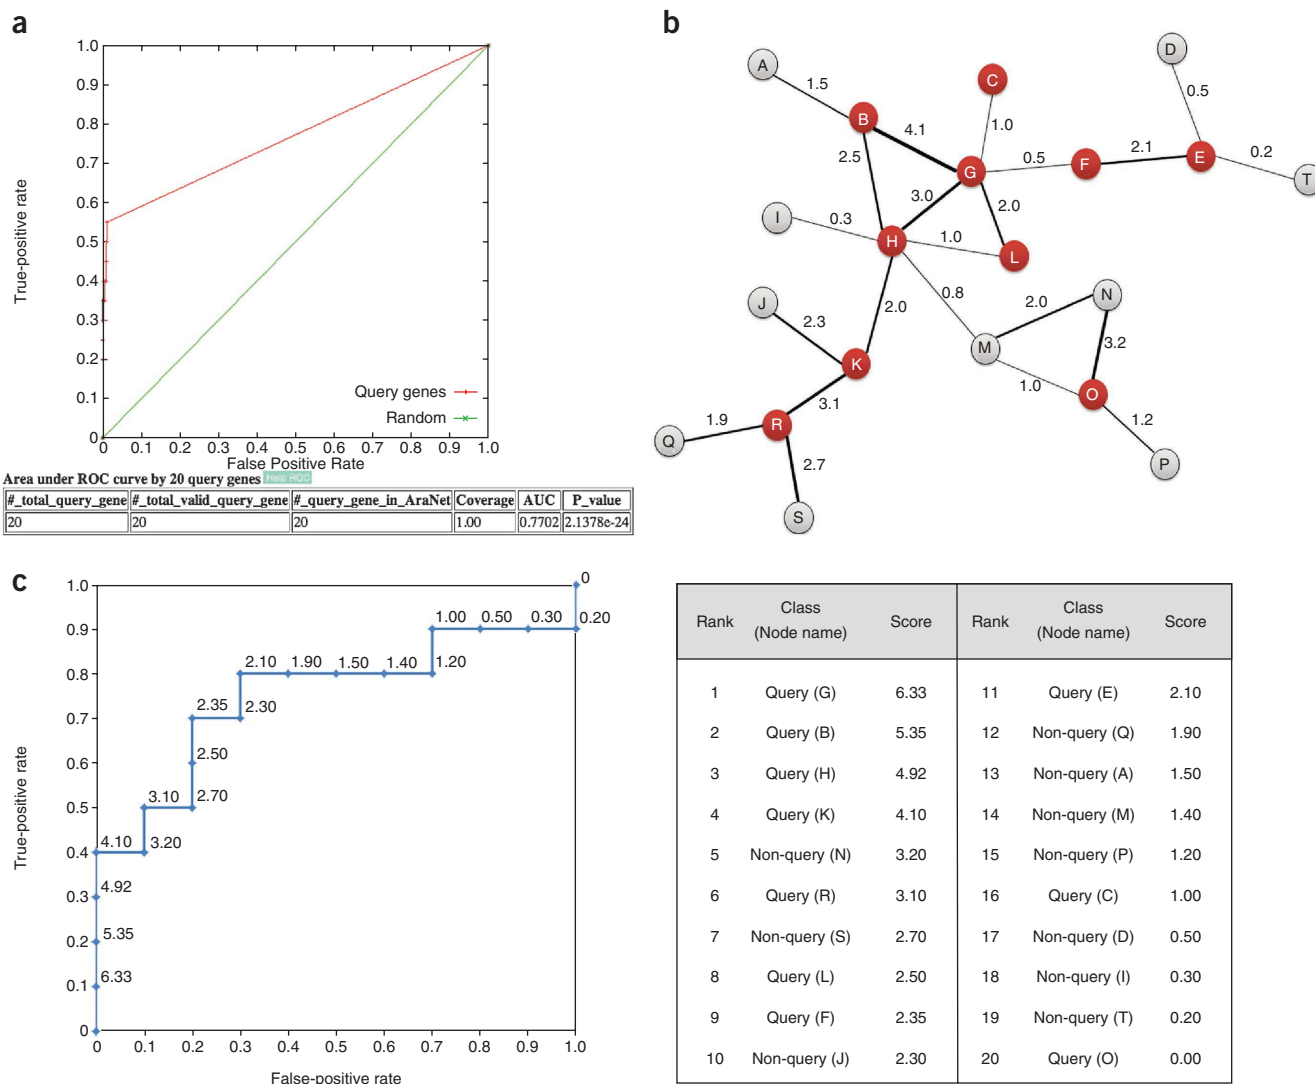 a
1.0
0.9
0.8
0.7
0.6
0.5
0.4
0.3
0.2
0.1
0
True-positive rate
Query genes
Random
0 0.1 0.2 0.3 0.4 0.5 0.6 0.7 0.8 0.9 1.0
False Positive Rate
Area under ROC curve by 20 query genes Help ROC
#_total_query_gene #_total_valid_query_gene #_query_gene_in_AraNet Coverage AUC P_value
20 20 20 1.00 0.7702 2.1378e-24
b
A
1.5
B
4.1
2.5
C
1.0
G
0.5
F
2.1
E
D
0.5
0.2
T
3.0
2.0
I
0.3
H
1.0
L
0.8
2.0
J
2.3
K
3.1
R
1.9
Q
2.7
S
M
2.0
N
3.2
1.0
O
1.2
P
c
1.0
0.9
0.8
0.7
0.6
0.5
0.4
0.3
0.2
0.1
0
True-positive rate
0
1.00 0.50 0.30 0.20
2.10 1.90 1.50 1.40 1.20
2.35 2.30
2.50
3.10 2.70
4.10 3.20
4.92
5.35
6.33
0 0.1 0.2 0.3 0.4 0.5 0.6 0.7 0.8 0.9 1.0
False-positive rate
Rank Class (Node name) Score Rank Class (Node name) Score
1 Query (G) 6.33 11 Query (E) 2.10
2 Query (B) 5.35 12 Non-query (Q) 1.90
3 Query (H) 4.92 13 Non-query (A) 1.50
4 Query (K) 4.10 14 Non-query (M) 1.40
5 Non-query (N) 3.20 15 Non-query (P) 1.20
6 Query (R) 3.10 16 Query (C) 1.00
7 Non-query (S) 2.70 17 Non-query (D) 0.50
8 Query (L) 2.50 18 Non-query (I) 0.30
9 Query (F) 2.35 19 Non-query (T) 0.20
10 Non-query (J) 2.30 20 Query (O) 0.00